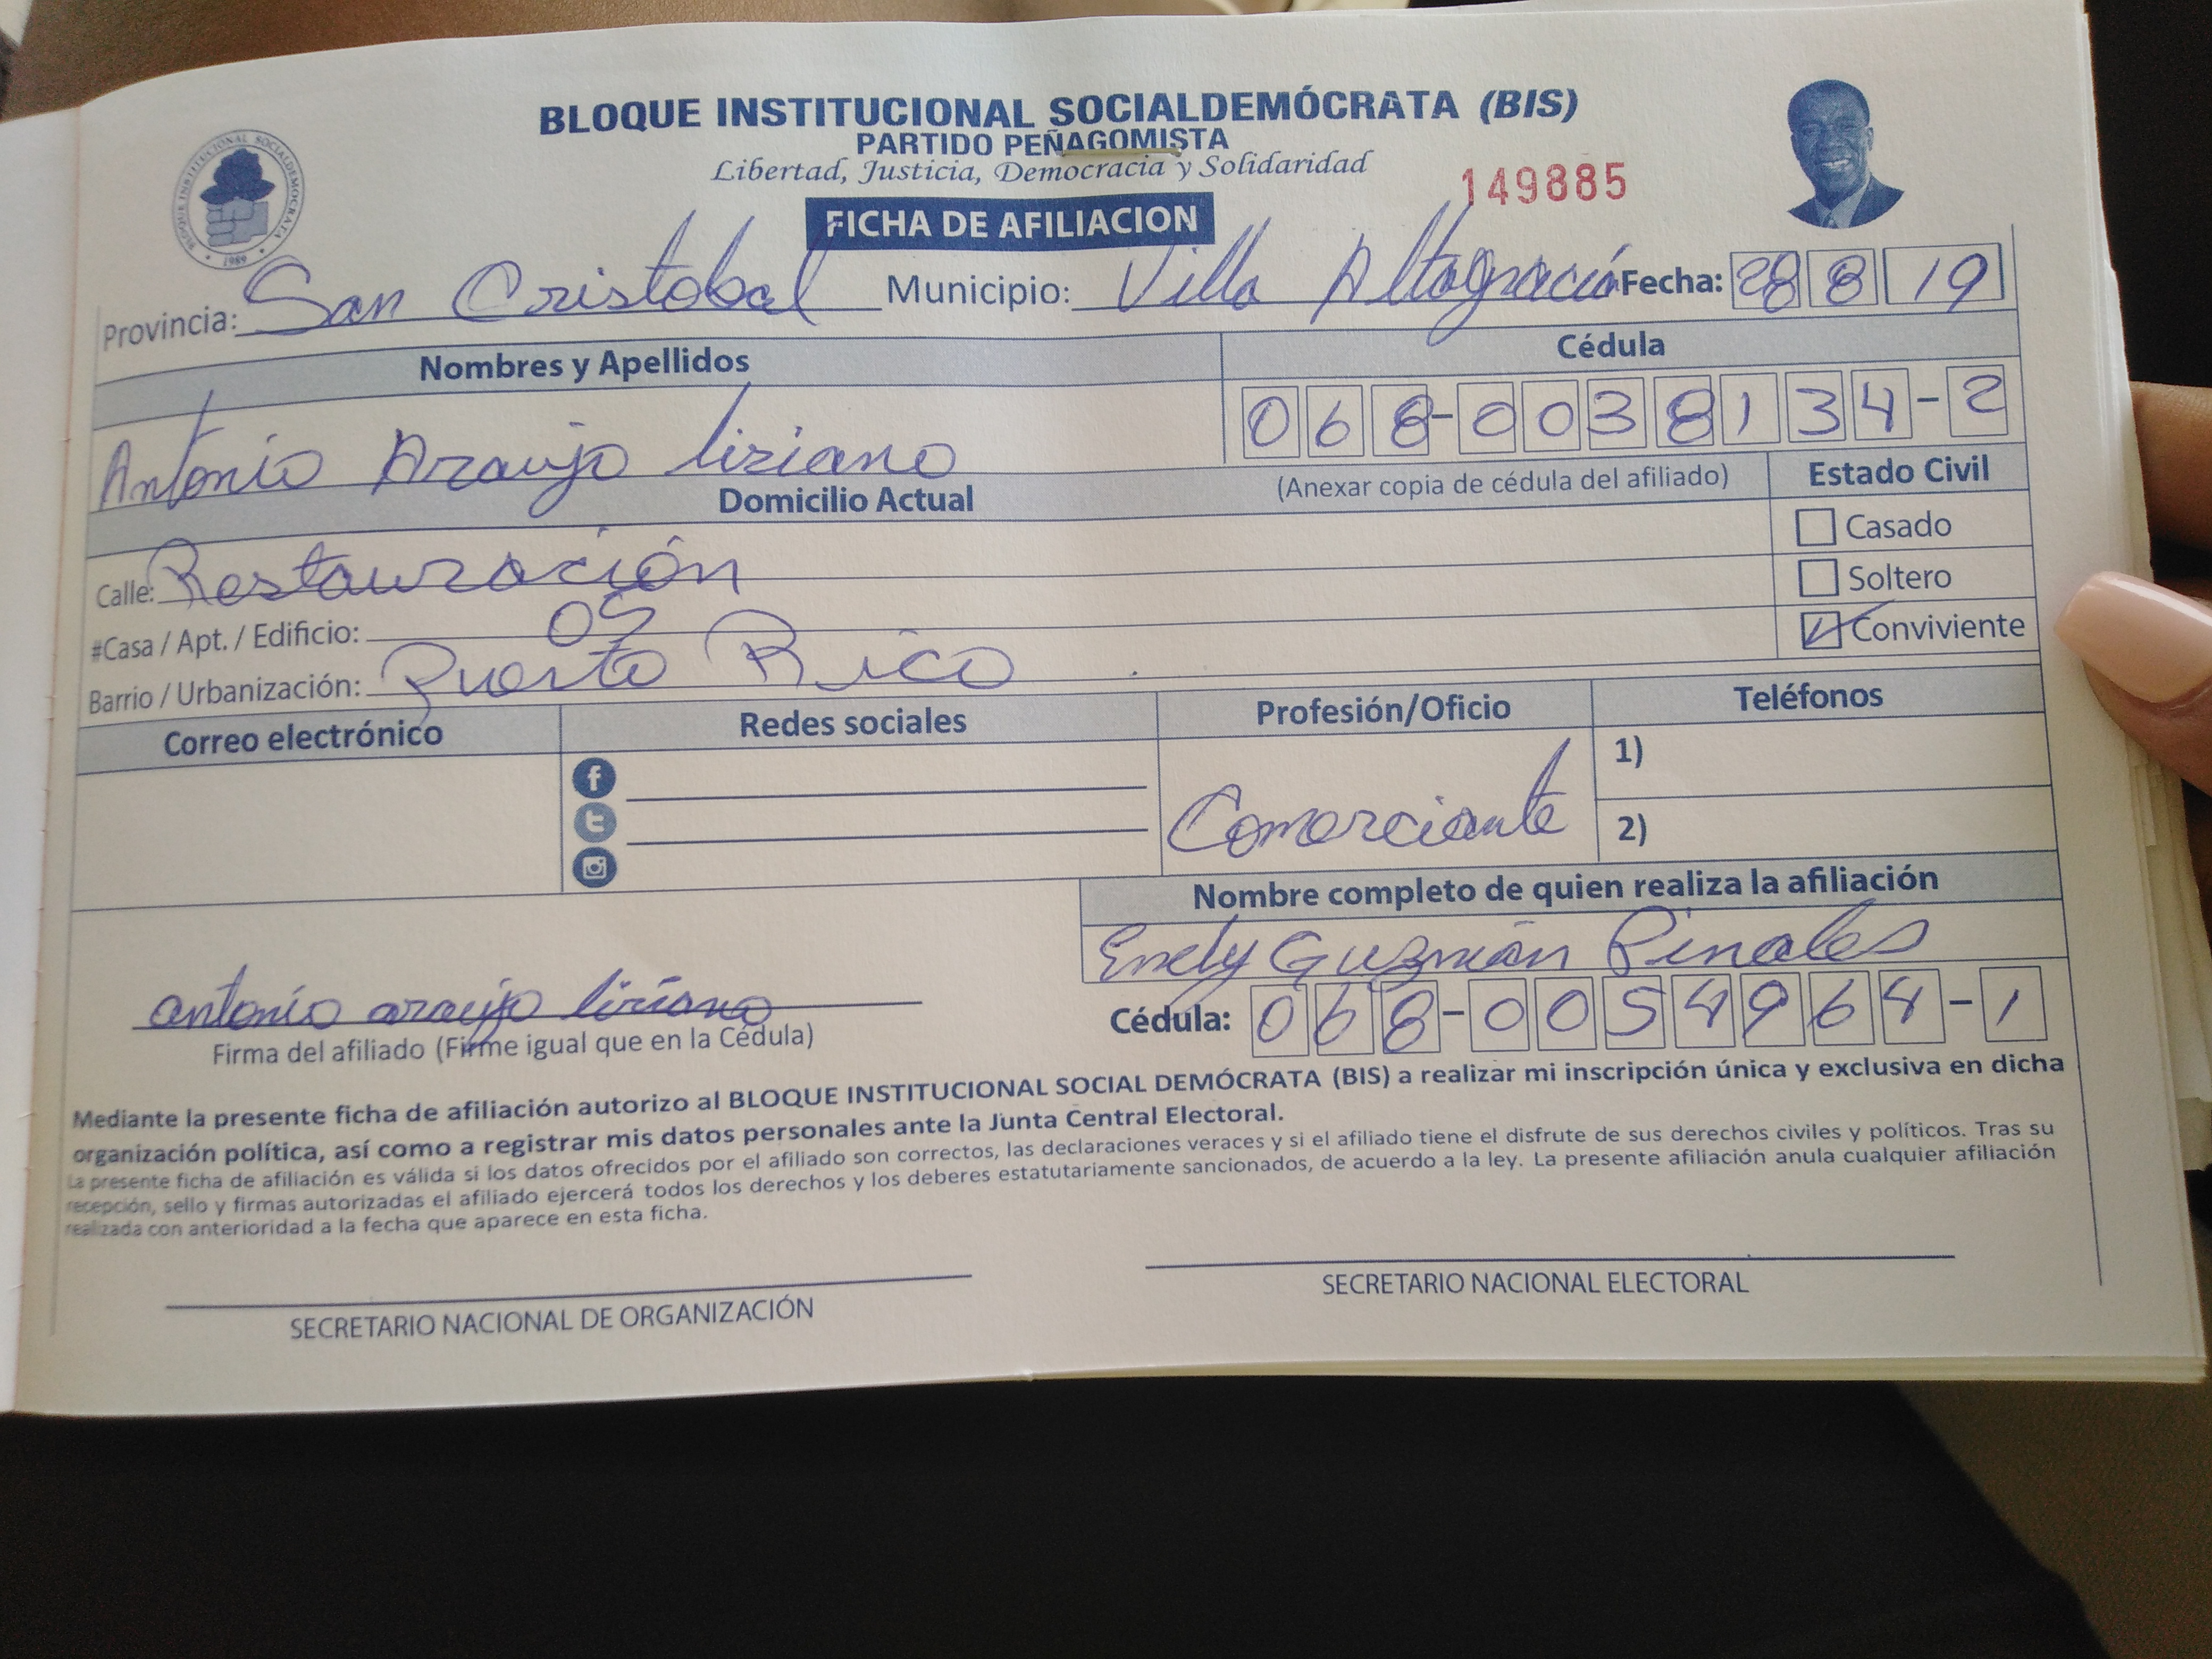 BLOQUE INSTITUCIONAL SOCIALDEMÓCRATA (BIS)
PARTIDO PEÑAGOMISTA
Libertad, Justicia, Democracia y Solidaridad
149885
FICHA DE AFILIACION
BLOQUE INSTITUCIONAL SOCIALDEMOCRATA
1989
Provincia: San Cristobal Municipio: Villa Altagracia Fecha: 28 8 19
Nombres y Apellidos Cédula
Antonio Araujo liriano 068-0038134-2
Domicilio Actual (Anexar copia de cédula del afiliado) Estado Civil
Casado
Calle: Restauración
Soltero
#Casa / Apt. / Edificio: 05
Conviviente
Barrio / Urbanización: Puerto Rico
Correo electrónico Redes sociales Profesión/Oficio Teléfonos
1)
Comerciante
2)
Nombre completo de quien realiza la afiliación
Enely Guzmán Pinales
antonio araujo liriano
Cédula: 068-0054964-1
Firma del afiliado (Firme igual que en la Cédula)
Mediante la presente ficha de afiliación autorizo al BLOQUE INSTITUCIONAL SOCIAL DEMÓCRATA (BIS) a realizar mi inscripción única y exclusiva en dicha
organización política, así como a registrar mis datos personales ante la Junta Central Electoral.
La presente ficha de afiliación es válida si los datos ofrecidos por el afiliado son correctos, las declaraciones veraces y si el afiliado tiene el disfrute de sus derechos civiles y políticos. Tras su
recepción, sello y firmas autorizadas el afiliado ejercerá todos los derechos y los deberes estatutariamente sancionados, de acuerdo a la ley. La presente afiliación anula cualquier afiliación
realizada con anterioridad a la fecha que aparece en esta ficha.
SECRETARIO NACIONAL DE ORGANIZACIÓN SECRETARIO NACIONAL ELECTORAL